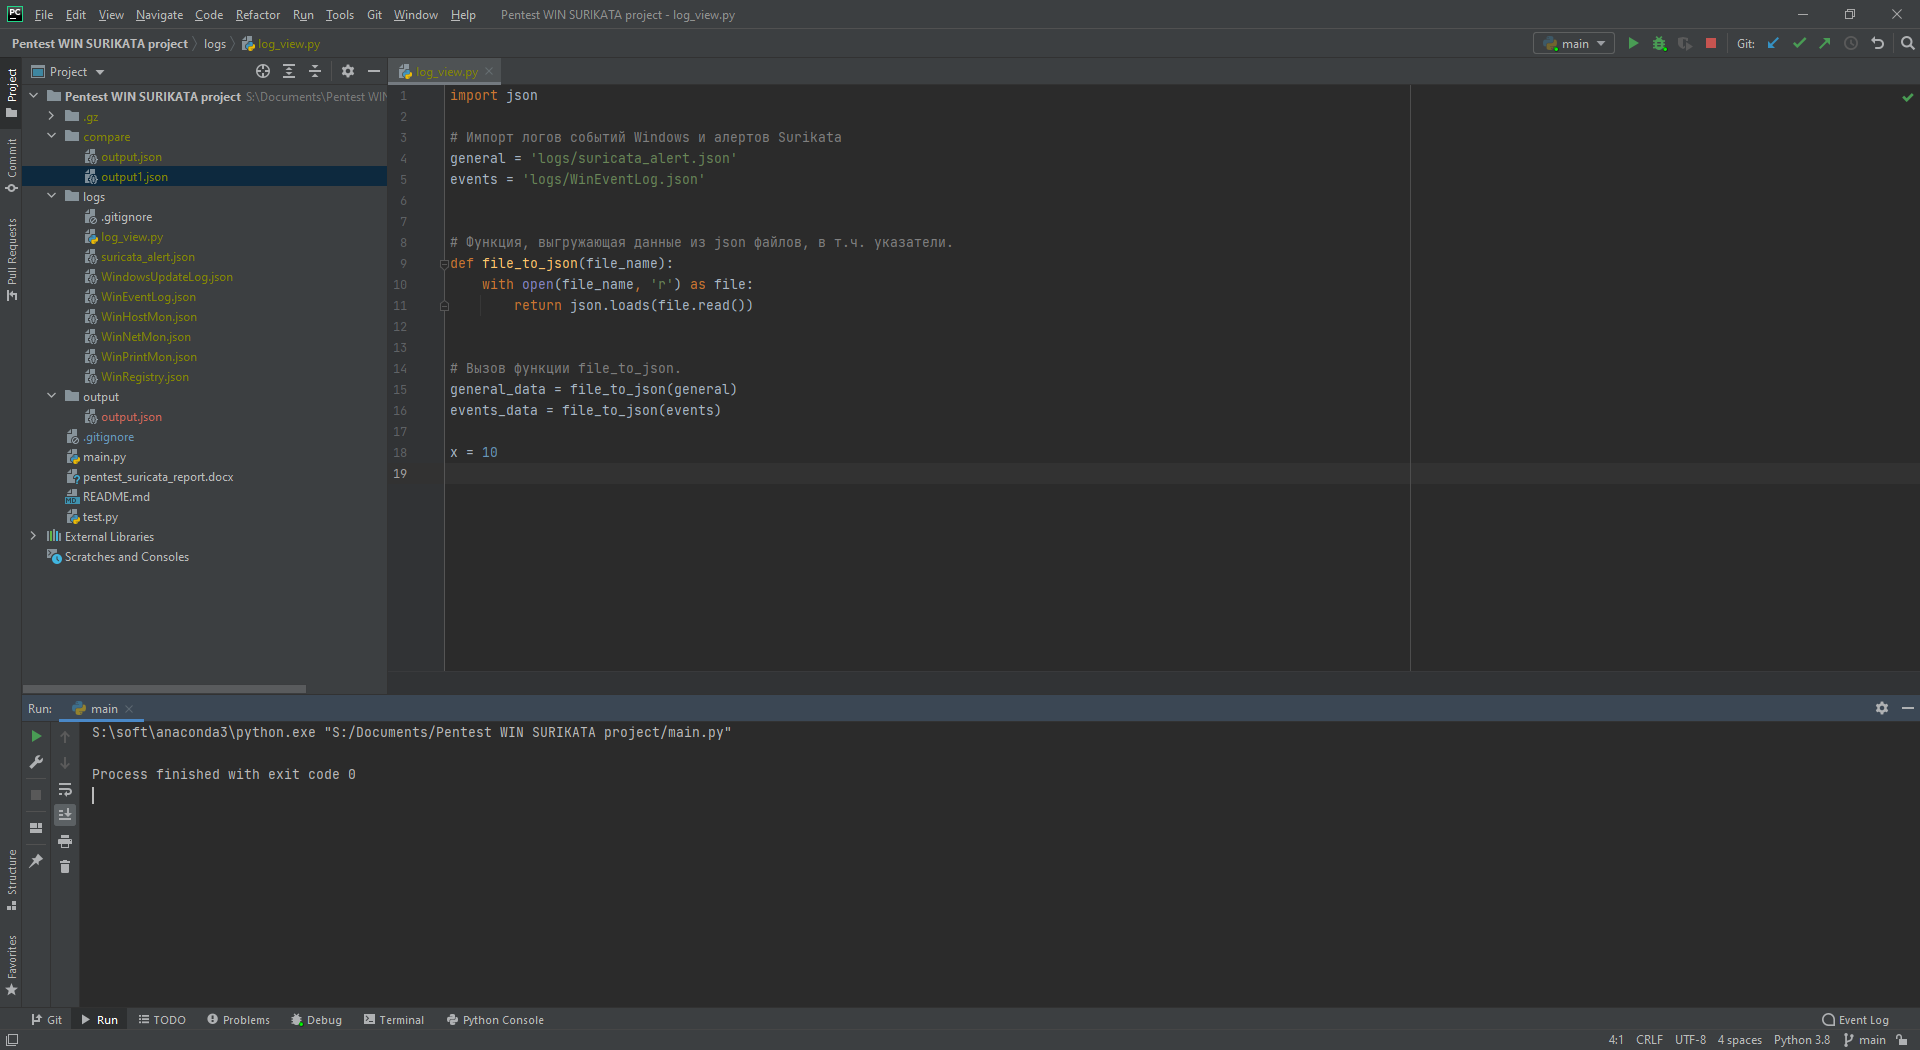 PC File Edit View Navigate Code Refactor Run Tools Git Window Help Pentest WIN SURIKATA project - log_view.py
Pentest WIN SURIKATA project logs log_view.py main Git:
Project
Project
log_view.py
Pentest WIN SURIKATA project S:\Documents\Pentest WIN
.gz
compare
output.json
output1.json
logs
.gitignore
log_view.py
suricata_alert.json
WindowsUpdateLog.json
WinEventLog.json
WinHostMon.json
WinNetMon.json
WinPrintMon.json
WinRegistry.json
output
output.json
.gitignore
main.py
pentest_suricata_report.docx
README.md
test.py
External Libraries
Scratches and Consoles
Commit
Pull Requests
1 import json
2
3 # Импорт логов событий Windows и алертов Surikata
4 general = 'logs/suricata_alert.json'
5 events = 'logs/WinEventLog.json'
6
7
8 # Функция, выгружающая данные из json файлов, в т.ч. указатели.
9 def file_to_json(file_name):
10 with open(file_name, 'r') as file:
11 return json.loads(file.read())
12
13
14 # Вызов функции file_to_json.
15 general_data = file_to_json(general)
16 events_data = file_to_json(events)
17
18 x = 10
19
Run: main
S:\soft\anaconda3\python.exe "S:/Documents/Pentest WIN SURIKATA project/main.py"
Process finished with exit code 0
Structure
Favorites
Git Run TODO Problems Debug Terminal Python Console Event Log
4:1 CRLF UTF-8 4 spaces Python 3.8 main